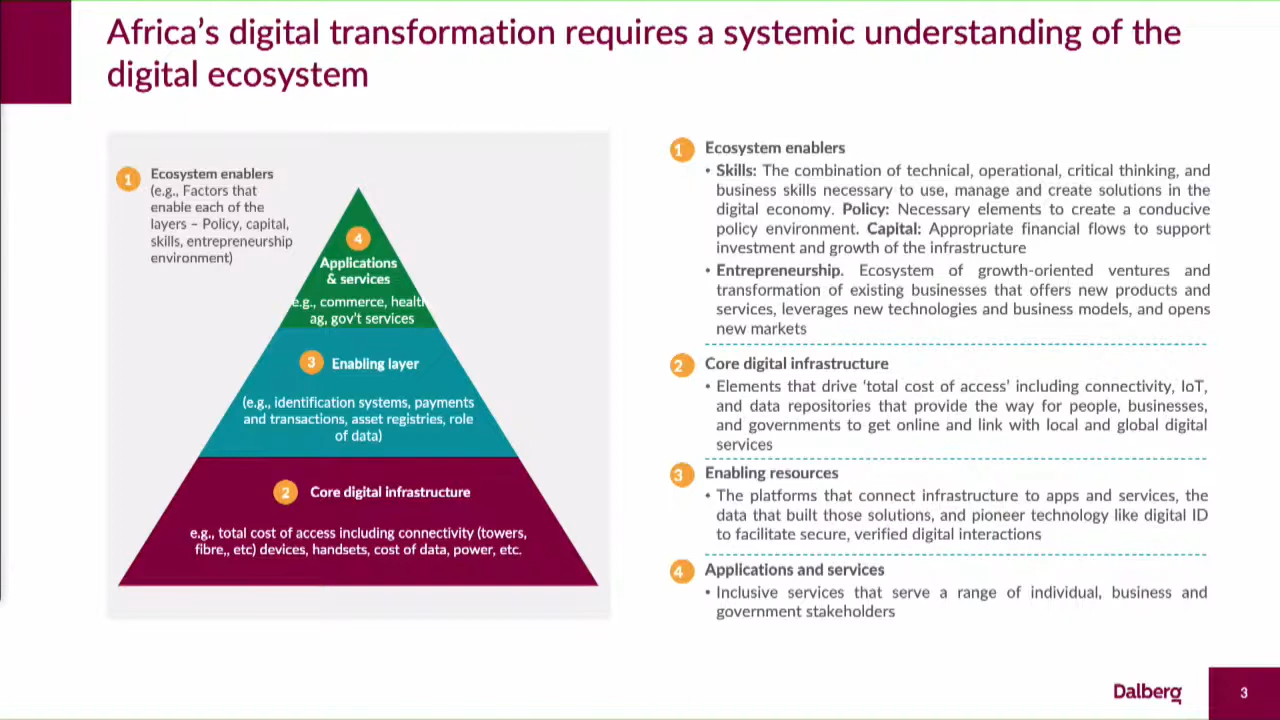 Africa's digital transformation requires a systemic understanding of the
digital ecosystem
1
Ecosystem enablers
(e.g., Factors that
enable each of the
layers – Policy, capital,
skills, entrepreneurship
environment)
4
Applications
& services
e.g., commerce, health
ag, gov't services
3 Enabling layer
(e.g., identification systems, payments
and transactions, asset registries, role
of data)
2 Core digital infrastructure
e.g., total cost of access including connectivity (towers,
fibre,, etc) devices, handsets, cost of data, power, etc.
1 Ecosystem enablers
• Skills: The combination of technical, operational, critical thinking, and
business skills necessary to use, manage and create solutions in the
digital economy. Policy: Necessary elements to create a conducive
policy environment. Capital: Appropriate financial flows to support
investment and growth of the infrastructure
• Entrepreneurship. Ecosystem of growth-oriented ventures and
transformation of existing businesses that offers new products and
services, leverages new technologies and business models, and opens
new markets
2 Core digital infrastructure
• Elements that drive 'total cost of access' including connectivity, IoT,
and data repositories that provide the way for people, businesses,
and governments to get online and link with local and global digital
services
3 Enabling resources
• The platforms that connect infrastructure to apps and services, the
data that built those solutions, and pioneer technology like digital ID
to facilitate secure, verified digital interactions
4 Applications and services
• Inclusive services that serve a range of individual, business and
government stakeholders
Dalberg
3